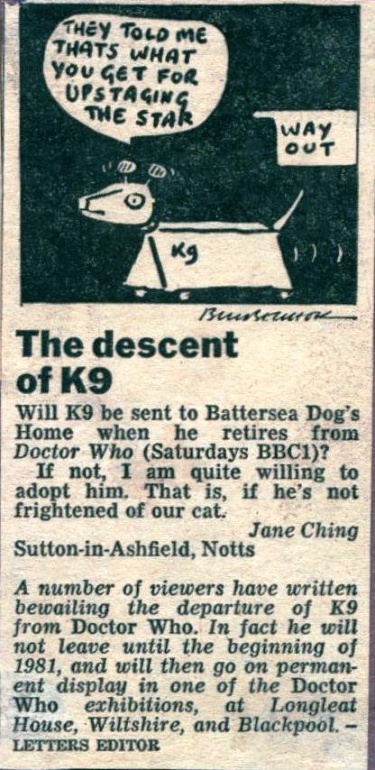 THEY TOLD ME
THATS WHAT
YOU GET FOR
UPSTAGING
THE STAR
WAY
OUT
K9
The descent
of K9
Will K9 be sent to Battersea Dog's
Home when he retires from
Doctor Who (Saturdays BBC1)?
If not, I am quite willing to
adopt him. That is, if he's not
frightened of our cat.
Jane Ching
Sutton-in-Ashfield, Notts
A number of viewers have written
bewailing the departure of K9
from Doctor Who. In fact he will
not leave until the beginning of
1981, and will then go on perman-
ent display in one of the Doctor
Who exhibitions, at Longleat
House, Wiltshire, and Blackpool. –
LETTERS EDITOR